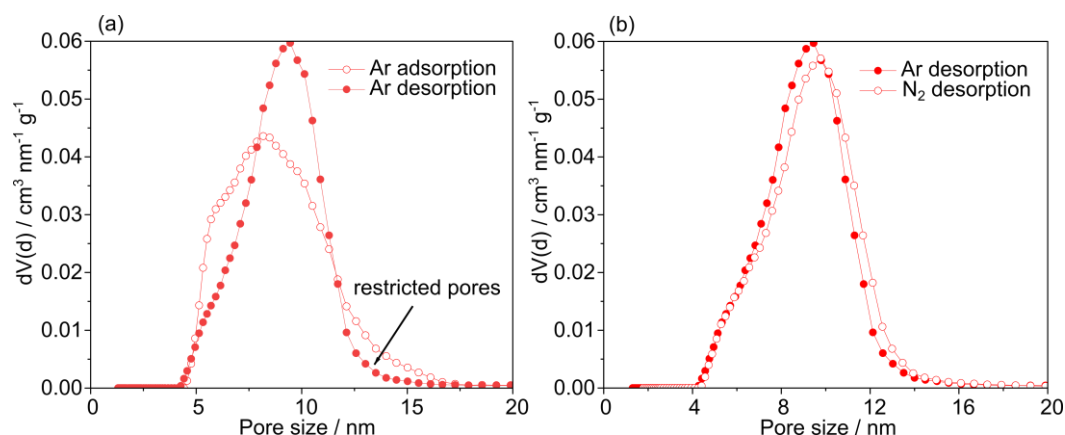 (a)
dV(d) / cm³ nm⁻¹ g⁻¹
0.06
0.05
0.04
0.03
0.02
0.01
0.00
Ar adsorption
Ar desorption
restricted pores
0 5 10 15 20
Pore size / nm
(b)
dV(d) / cm³ nm⁻¹ g⁻¹
0.06
0.05
0.04
0.03
0.02
0.01
0.00
Ar desorption
N₂ desorption
0 4 8 12 16 20
Pore size / nm